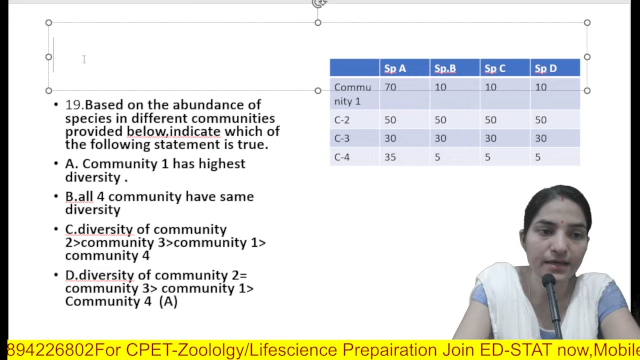 Sp A Sp.B Sp C Sp D
Commu 70 10 10 10
nity 1
C-2 50 50 50 50
C-3 30 30 30 30
C-4 35 5 5 5
• 19.Based on the abundance of
species in different communities
provided below,indicate which of
the following statement is true.
• A. Community 1 has highest
diversity .
• B.all 4 community have same
diversity
• C.diversity of community
2>community 3>community 1>
community 4
• D.diversity of community 2=
community 3> community 1>
Community 4 (A)
894226802For CPET-Zoololgy/Lifescience Prepairation Join ED-STAT now,Mobile